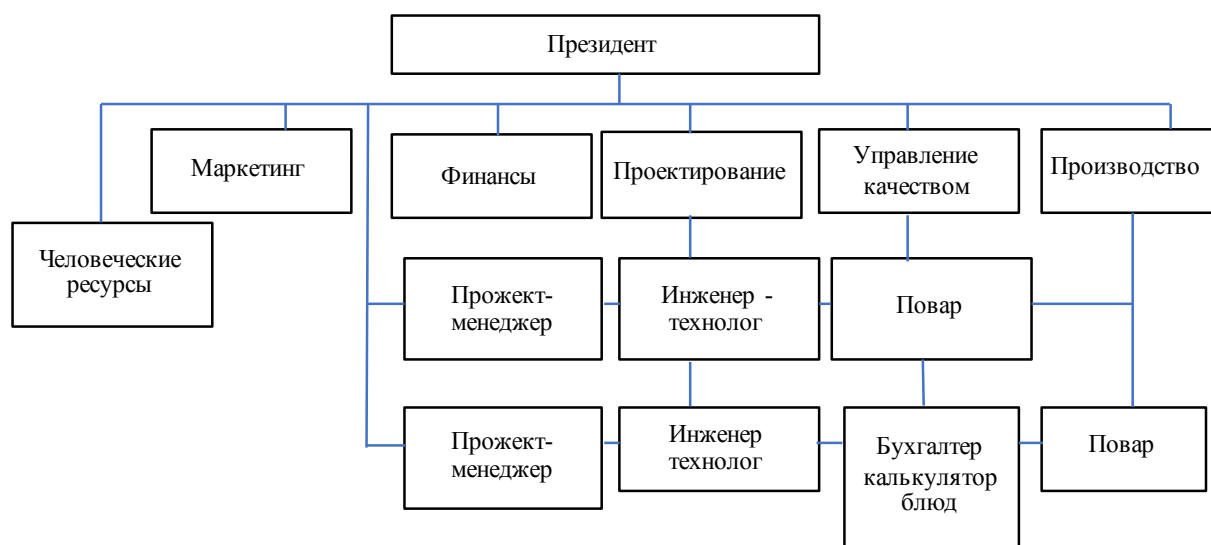 Президент
Маркетинг
Финансы
Проектирование
Управление
качеством
Производство
Человеческие
ресурсы
Прожект-
менеджер
Инженер -
технолог
Повар
Прожект-
менеджер
Инженер
технолог
Бухгалтер
калькулятор
блюд
Повар